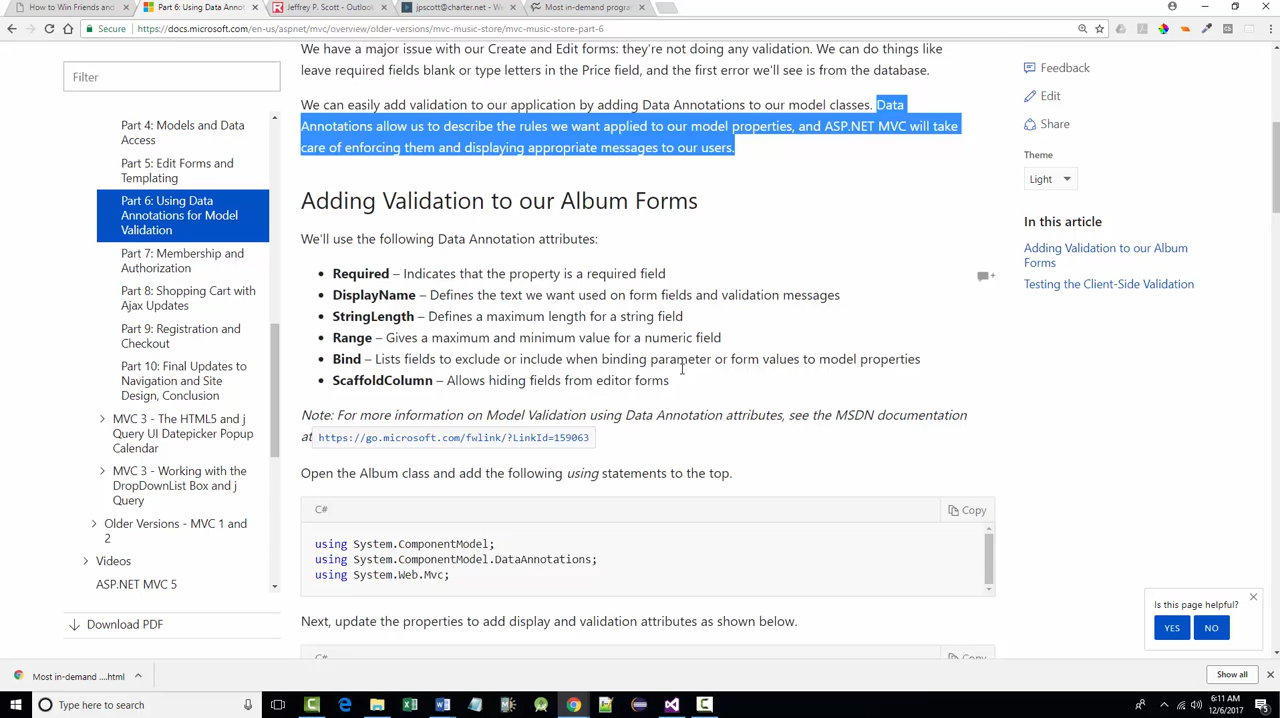 How to Win Friends and
Part 6: Using Data Annot
Jeffrey P. Scott - Outlook
jpscott@charter.net - We
Most in-demand progra
Secure
https://docs.microsoft.com/en-us/aspnet/mvc/overview/older-versions/mvc-music-store/mvc-music-store-part-6
Filter
Part 4: Models and Data
Access
Part 5: Edit Forms and
Templating
Part 6: Using Data
Annotations for Model
Validation
Part 7: Membership and
Authorization
Part 8: Shopping Cart with
Ajax Updates
Part 9: Registration and
Checkout
Part 10: Final Updates to
Navigation and Site
Design, Conclusion
MVC 3 - The HTML5 and j
Query UI Datepicker Popup
Calendar
MVC 3 - Working with the
DropDownList Box and j
Query
Older Versions - MVC 1 and
2
Videos
ASP.NET MVC 5
Download PDF
We have a major issue with our Create and Edit forms: they're not doing any validation. We can do things like
leave required fields blank or type letters in the Price field, and the first error we'll see is from the database.
We can easily add validation to our application by adding Data Annotations to our model classes. Data
Annotations allow us to describe the rules we want applied to our model properties, and ASP.NET MVC will take
care of enforcing them and displaying appropriate messages to our users.
Adding Validation to our Album Forms
We'll use the following Data Annotation attributes:
• Required – Indicates that the property is a required field
• DisplayName – Defines the text we want used on form fields and validation messages
• StringLength – Defines a maximum length for a string field
• Range – Gives a maximum and minimum value for a numeric field
• Bind – Lists fields to exclude or include when binding parameter or form values to model properties
• ScaffoldColumn – Allows hiding fields from editor forms
Note: For more information on Model Validation using Data Annotation attributes, see the MSDN documentation
at https://go.microsoft.com/fwlink/?LinkId=159063
Open the Album class and add the following using statements to the top.
C#
Copy
using System.ComponentModel;
using System.ComponentModel.DataAnnotations;
using System.Web.Mvc;
Next, update the properties to add display and validation attributes as shown below.
C#
Copy
Feedback
Edit
Share
Theme
Light
In this article
Adding Validation to our Album
Forms
Testing the Client-Side Validation
Is this page helpful?
YES
NO
Most in-demand ....html
Show all
Type here to search
6:11 AM
12/6/2017